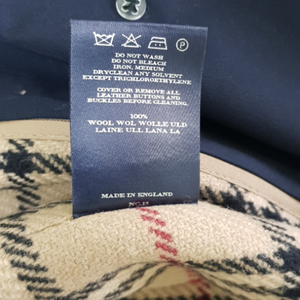 P
DO NOT WASH
DO NOT BLEACH
IRON, MEDIUM
DRYCLEAN ANY SOLVENT
EXCEPT TRICHLOROETHYLENE
COVER OR REMOVE ALL
LEATHER BUTTONS AND
BUCKLES BEFORE CLEANING.
100%
WOOL WOL WOLLE ULD
LAINE ULL LANA LA
MADE IN ENGLAND